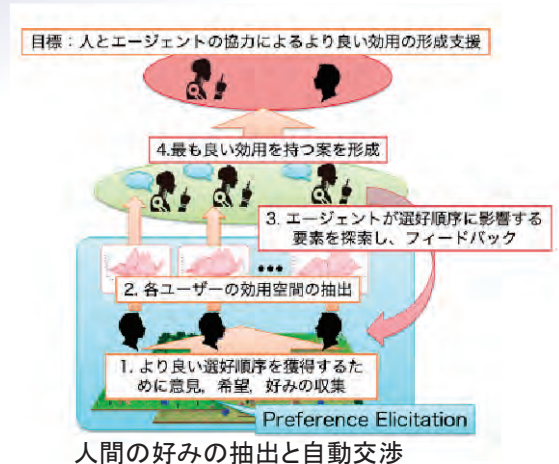 目標：人とエージェントの協力によるより良い効用の形成支援
4.最も良い効用を持つ案を形成
3. エージェントが選好順序に影響する
要素を探索し、フィードバック
2. 各ユーザーの効用空間の抽出
1. より良い選好順序を獲得するた
めに意見，希望，好みの収集
Preference Elicitation
人間の好みの抽出と自動交渉